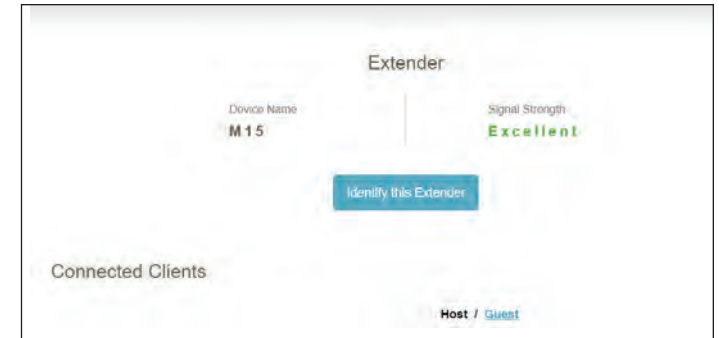 Extender
Device Name
Signal Strength
M15
Excellent
Identify this Extender
Connected Clients
Host / Guest